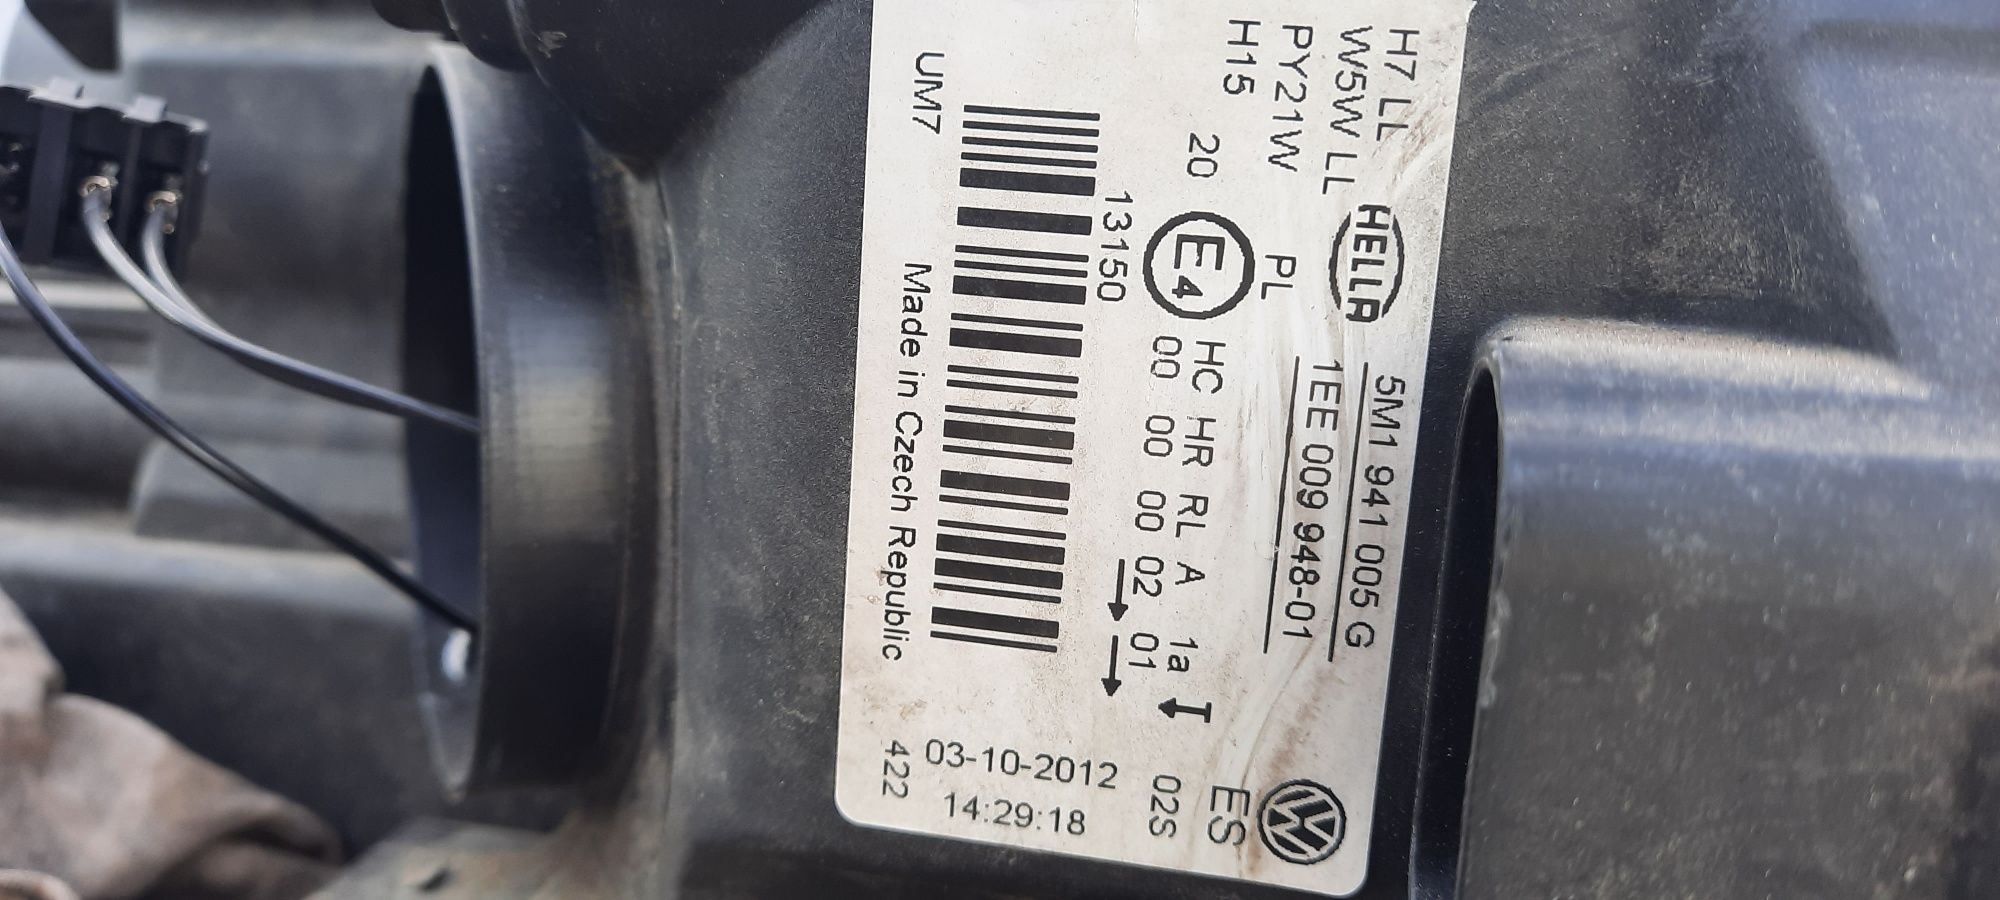 H7 LL
W5W LL
PY21W
H15
HELLA
5M1 941 005 G
1EE 009 948-01
PL
ES
20 E4 HC HR RL A 1a
00 00 00 02 01
02S
13150
UM7
Made in Czech Republic
03-10-2012
14:29:18
422